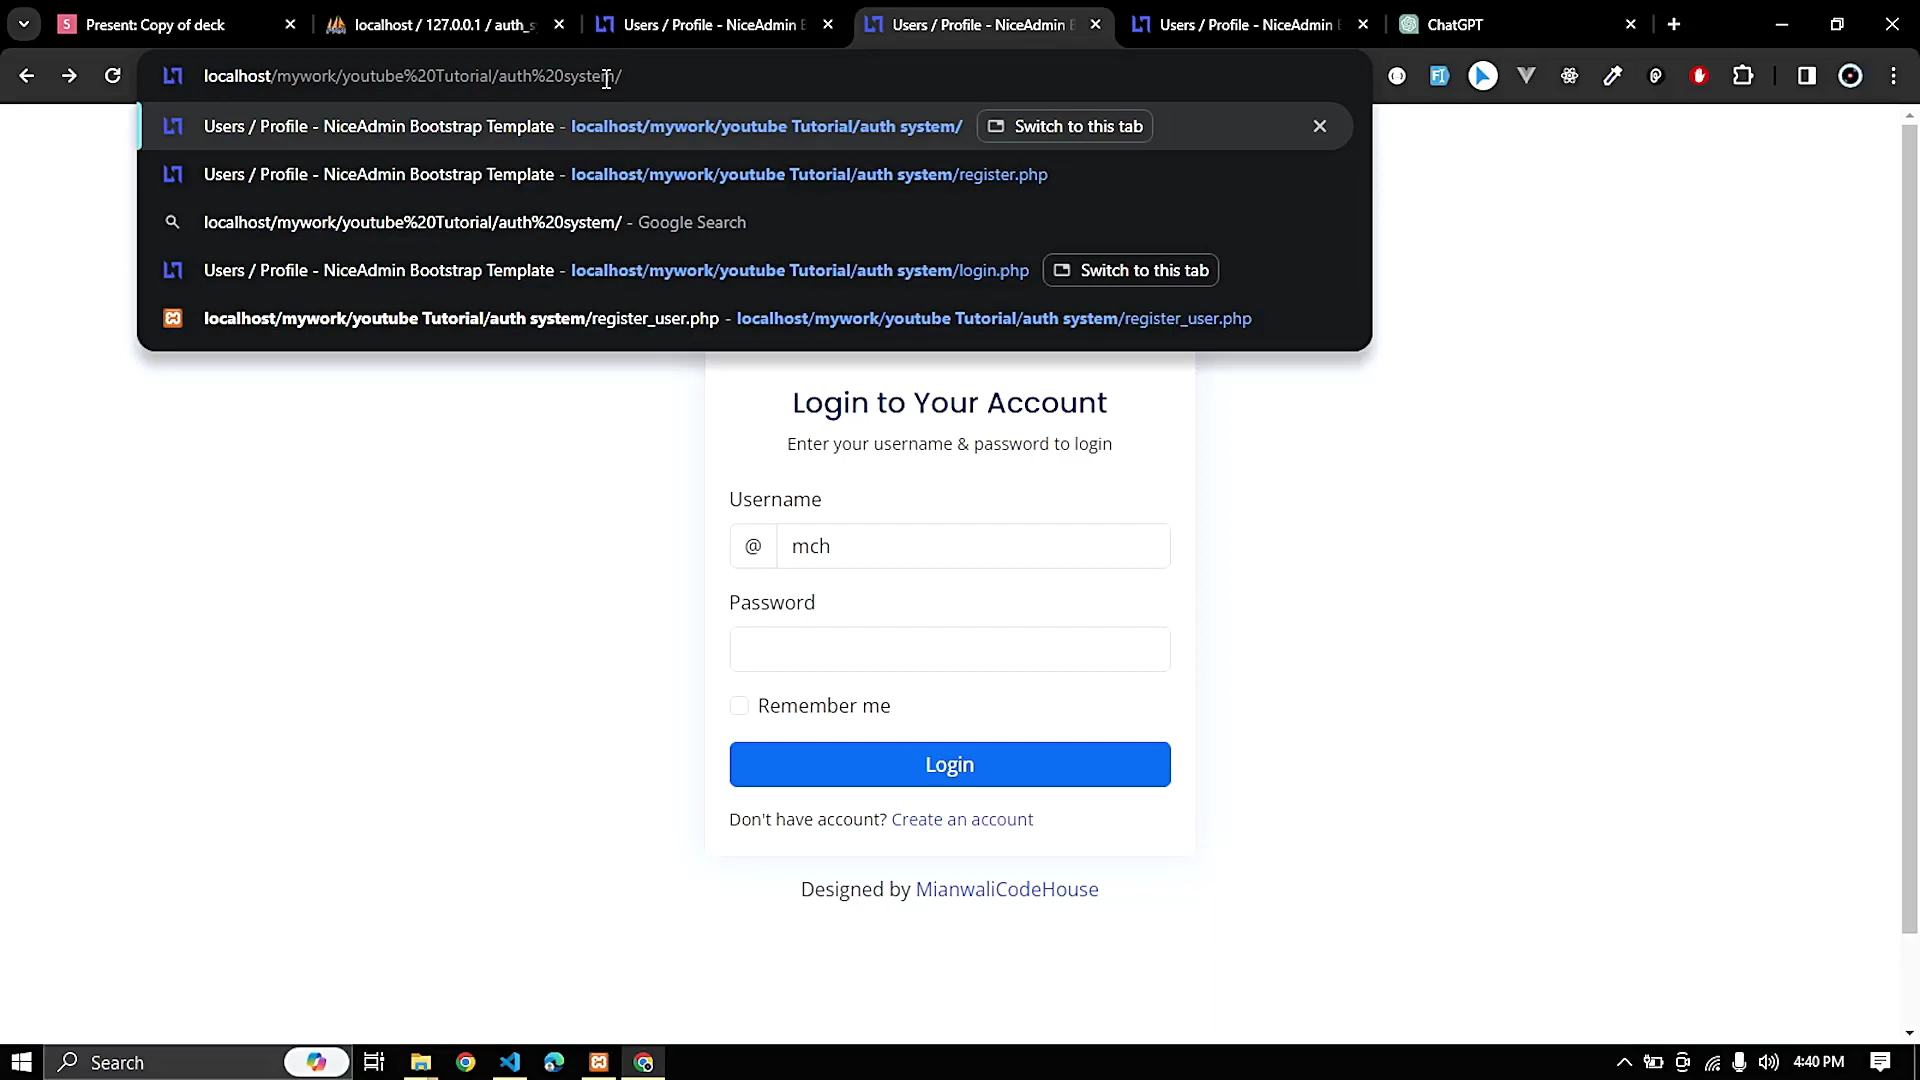 Present: Copy of deck
localhost / 127.0.0.1 / auth_s
Users / Profile - NiceAdmin B
Users / Profile - NiceAdmin B
Users / Profile - NiceAdmin B
ChatGPT
localhost/mywork/youtube%20Tutorial/auth%20system/
Users / Profile - NiceAdmin Bootstrap Template - localhost/mywork/youtube Tutorial/auth system/ Switch to this tab
Users / Profile - NiceAdmin Bootstrap Template - localhost/mywork/youtube Tutorial/auth system/register.php
localhost/mywork/youtube%20Tutorial/auth%20system/ - Google Search
Users / Profile - NiceAdmin Bootstrap Template - localhost/mywork/youtube Tutorial/auth system/login.php Switch to this tab
localhost/mywork/youtube Tutorial/auth system/register_user.php - localhost/mywork/youtube Tutorial/auth system/register_user.php
Login to Your Account
Enter your username & password to login
Username
@ mch
Password
Remember me
Login
Don't have account? Create an account
Designed by MianwaliCodeHouse
Search
4:40 PM